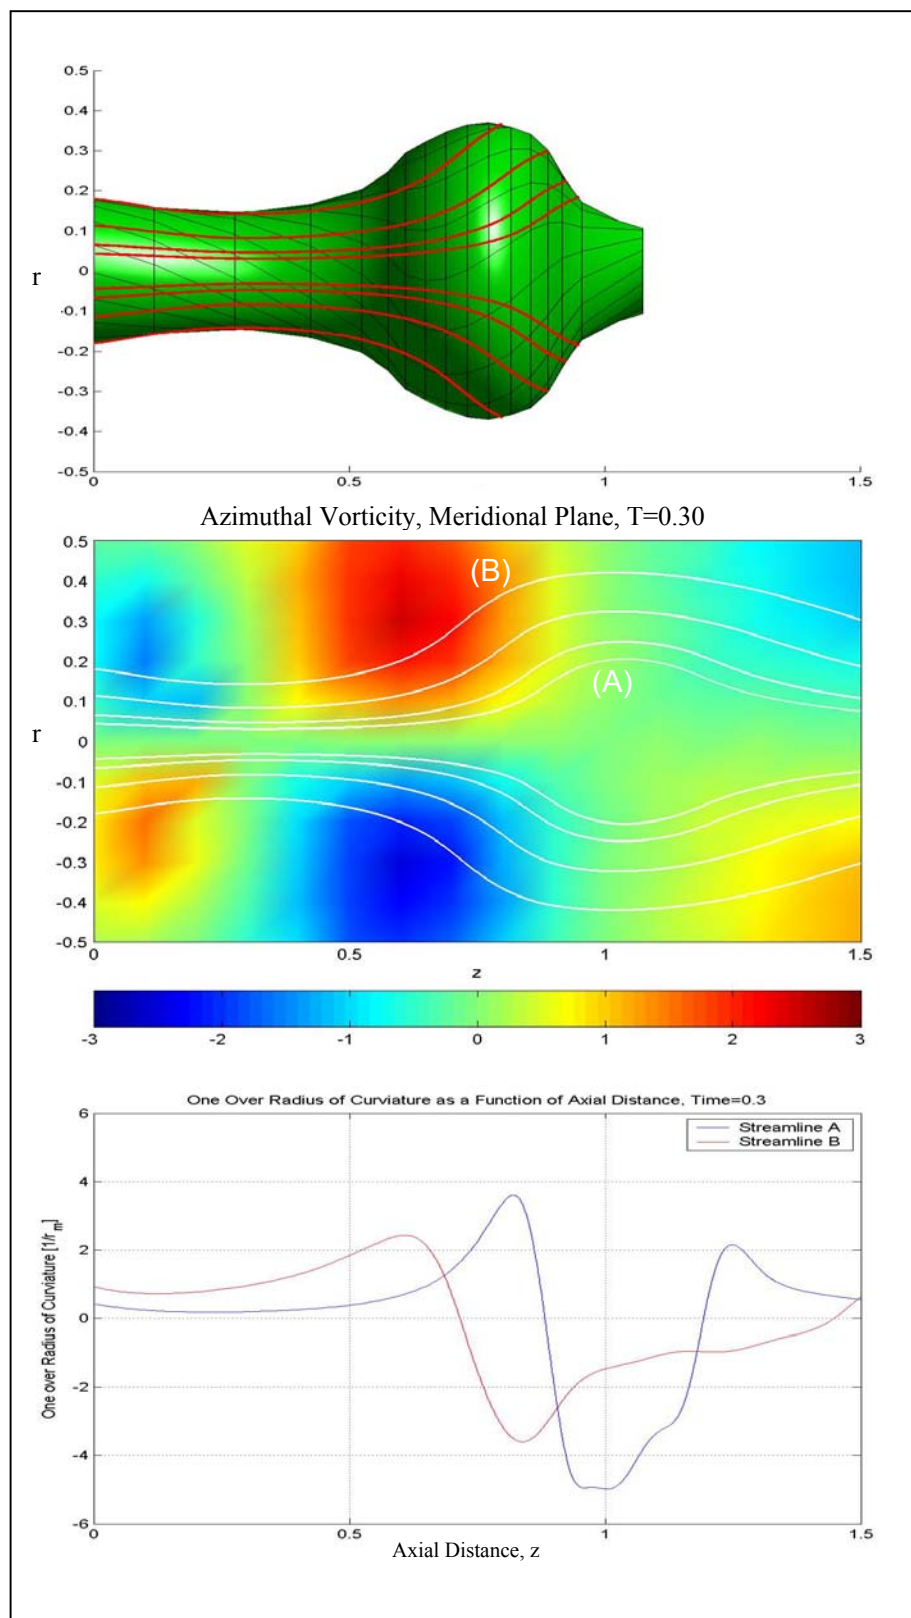 0.5
0.4
0.3
0.2
0.1
r
0
-0.1
-0.2
-0.3
-0.4
-0.5
0 0.5 1 1.5
Azimuthal Vorticity, Meridional Plane, T=0.30
0.5
(B)
0.4
0.3
0.2
(A)
0.1
r
0
-0.1
-0.2
-0.3
-0.4
-0.5
0 0.5 1 1.5
z
-3 -2 -1 0 1 2 3
One Over Radius of Curviature as a Function of Axial Distance, Time=0.3
6
Streamline A
Streamline B
4
2
0
-2
-4
-6
One over Radius of Curviature [1/r_m]
0 0.5 1 1.5
Axial Distance, z